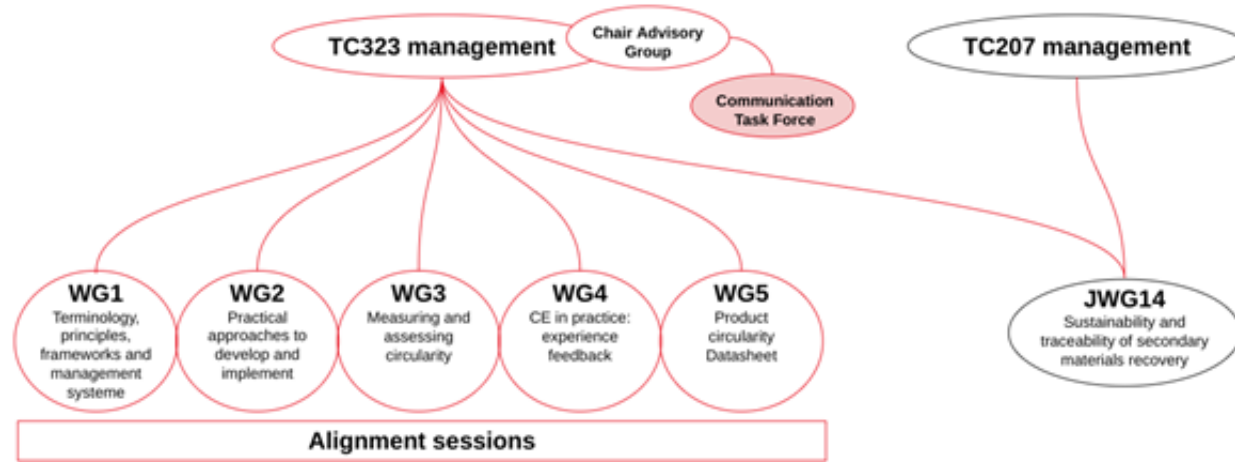 TC323 management
Chair Advisory
Group
TC207 management
Communication
Task Force
WG1
Terminology,
principles,
frameworks and
management
systeme
WG2
Practical
approaches to
develop and
implement
WG3
Measuring and
assessing
circularity
WG4
CE in practice:
experience
feedback
WG5
Product
circularity
Datasheet
JWG14
Sustainability and
traceability of secondary
materials recovery
Alignment sessions